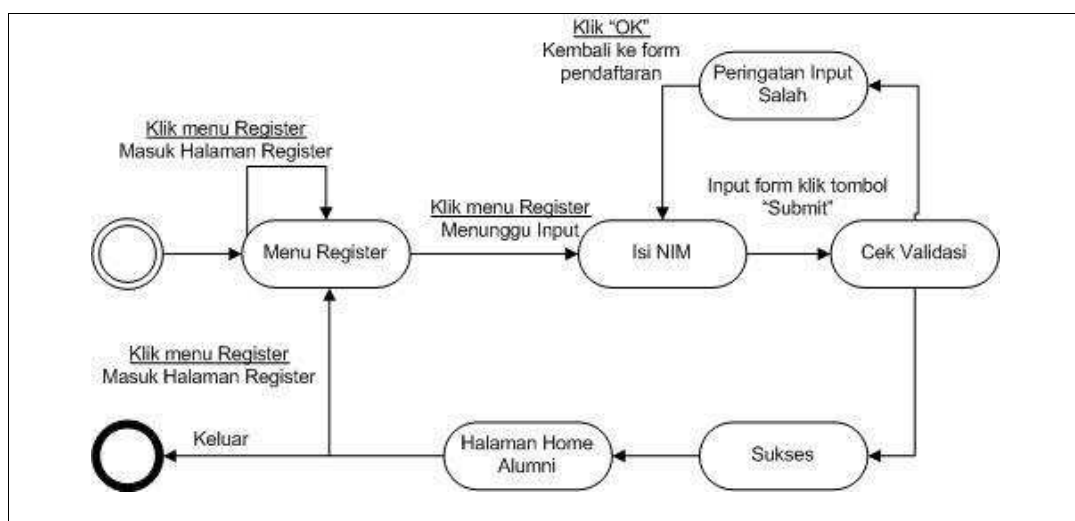 Klik “OK”
Kembali ke form
pendaftaran
Peringatan Input
Salah
Klik menu Register
Masuk Halaman Register
Input form klik tombol
“Submit”
Klik menu Register
Menunggu Input
Menu Register
Isi NIM
Cek Validasi
Klik menu Register
Masuk Halaman Register
Keluar
Halaman Home
Alumni
Sukses